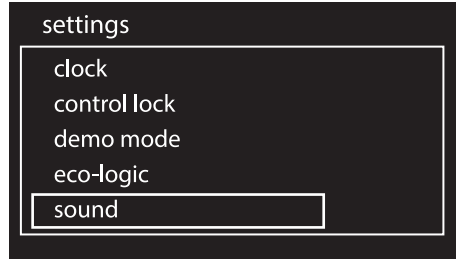 settings
clock
control lock
demo mode
eco-logic
sound